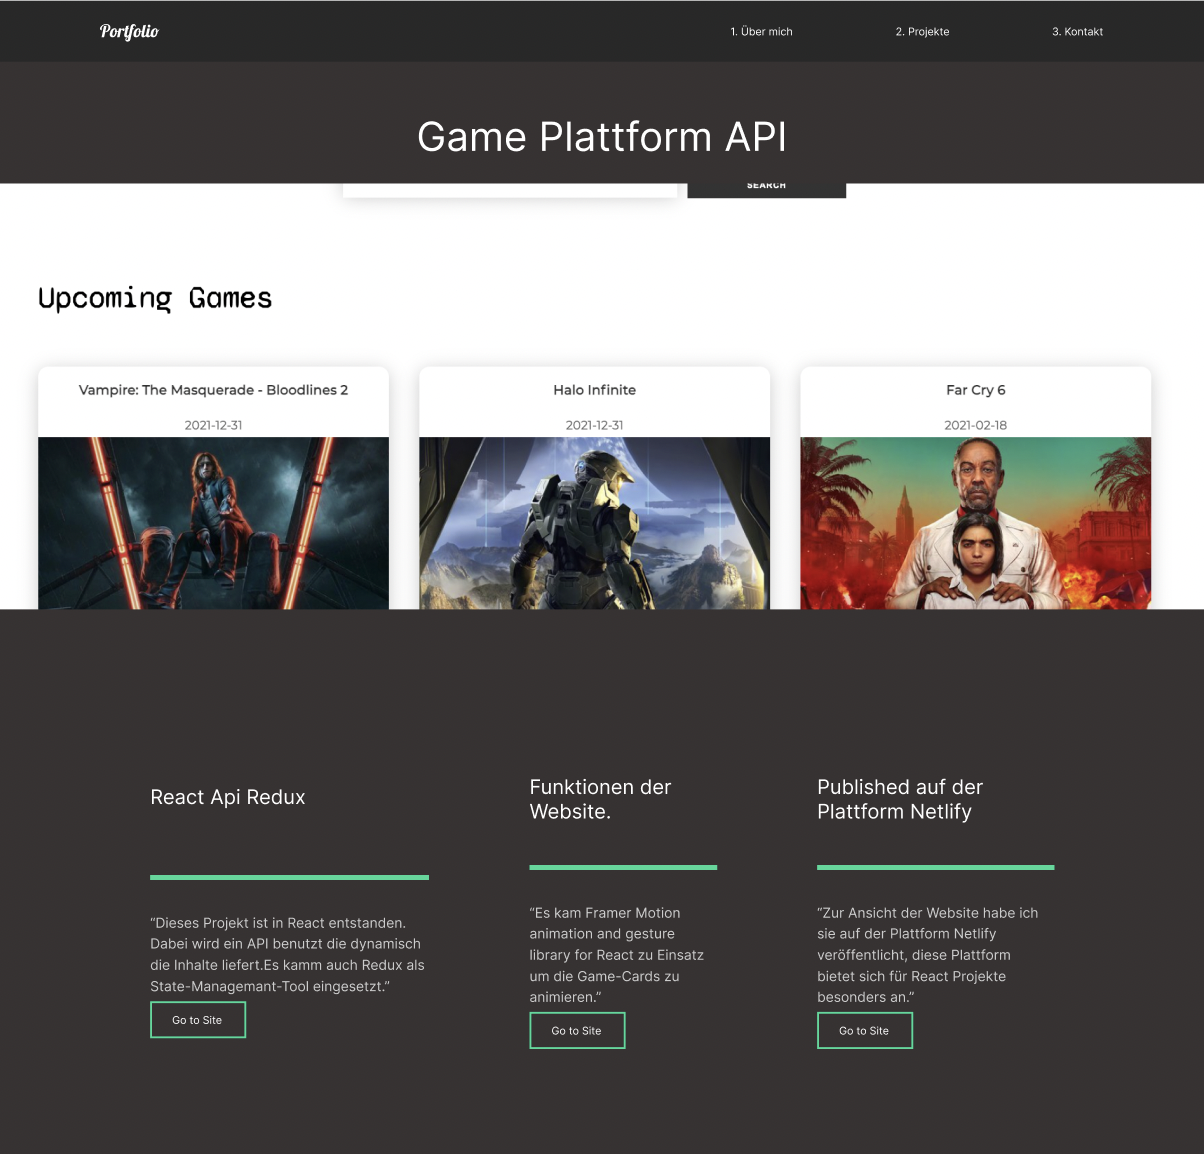 Portfolio
1. Über mich
2. Projekte
3. Kontakt
Game Plattform API
SEARCH
Upcoming Games
Vampire: The Masquerade - Bloodlines 2
2021-12-31
Halo Infinite
2021-12-31
Far Cry 6
2021-02-18
React Api Redux
“Dieses Projekt ist in React entstanden.
Dabei wird ein API benutzt die dynamisch
die Inhalte liefert.Es kamm auch Redux als
State-Managemant-Tool eingesetzt.”
Go to Site
Funktionen der
Website.
“Es kam Framer Motion
animation and gesture
library for React zu Einsatz
um die Game-Cards zu
animieren.”
Go to Site
Published auf der
Plattform Netlify
“Zur Ansicht der Website habe ich
sie auf der Plattform Netlify
veröffentlicht, diese Plattform
bietet sich für React Projekte
besonders an.”
Go to Site